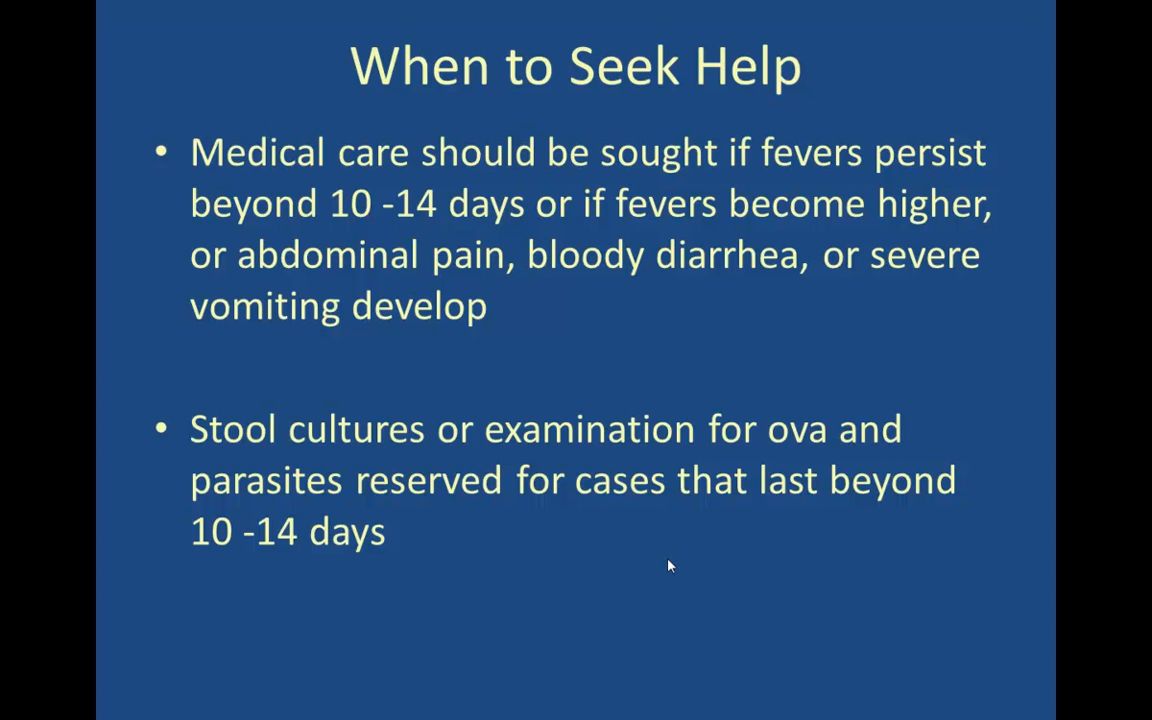 When to Seek Help
• Medical care should be sought if fevers persist
beyond 10 -14 days or if fevers become higher,
or abdominal pain, bloody diarrhea, or severe
vomiting develop
• Stool cultures or examination for ova and
parasites reserved for cases that last beyond
10 -14 days